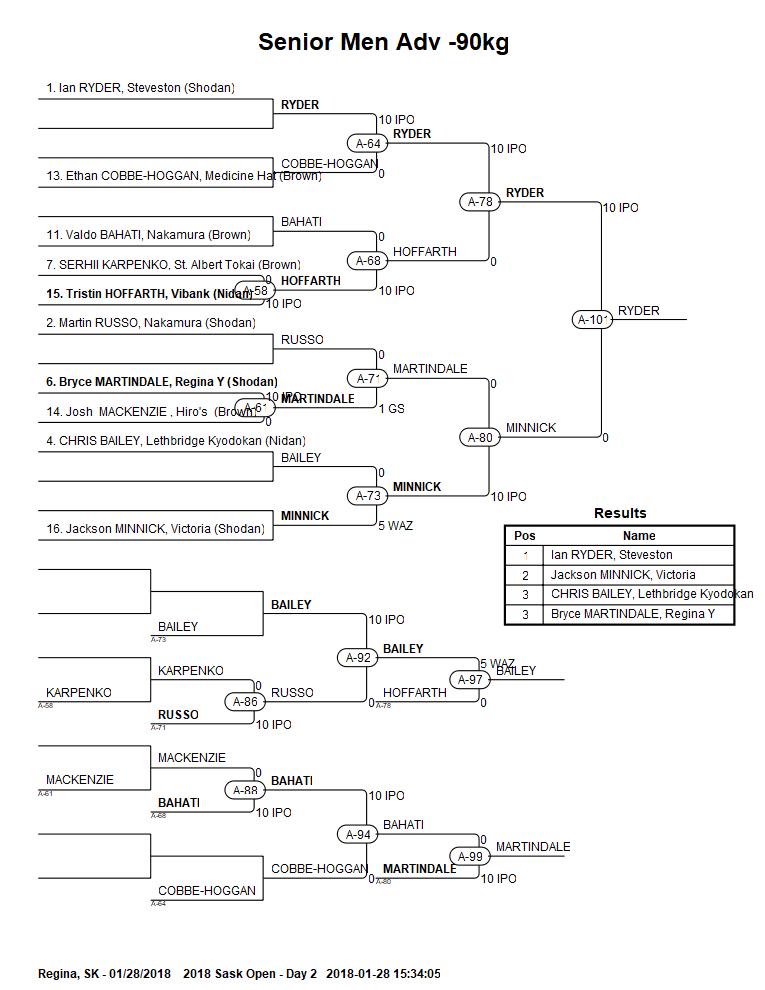 Senior Men Adv -90kg
1. Ian RYDER, Steveston (Shodan)
RYDER
10 IPO
A-64
RYDER
10 IPO
COBBE-HOGGAN
0
13. Ethan COBBE-HOGGAN, Medicine Hat (Brown)
A-78
RYDER
10 IPO
BAHATI
0
11. Valdo BAHATI, Nakamura (Brown)
A-68
HOFFARTH
0
7. SERHII KARPENKO, St. Albert Tokai (Brown)
0
A-58
HOFFARTH
10 IPO
15. Tristin HOFFARTH, Vibank (Nidan)
10 IPO
A-101
RYDER
2. Martin RUSSO, Nakamura (Shodan)
RUSSO
0
A-71
MARTINDALE
0
6. Bryce MARTINDALE, Regina Y (Shodan)
10 IPO
A-61
MARTINDALE
1 GS
14. Josh MACKENZIE , Hiro's (Brown)
0
A-80
MINNICK
0
4. CHRIS BAILEY, Lethbridge Kyodokan (Nidan)
BAILEY
0
A-73
MINNICK
10 IPO
MINNICK
5 WAZ
16. Jackson MINNICK, Victoria (Shodan)
Results
Pos Name
1 Ian RYDER, Steveston
2 Jackson MINNICK, Victoria
3 CHRIS BAILEY, Lethbridge Kyodokan
3 Bryce MARTINDALE, Regina Y
BAILEY
10 IPO
BAILEY
A-73
A-92
BAILEY
5 WAZ
KARPENKO
0
A-97
BAILEY
KARPENKO
A-58
A-86
RUSSO
0
A-78
HOFFARTH
0
RUSSO
A-71
10 IPO
MACKENZIE
0
MACKENZIE
A-61
A-88
BAHATI
10 IPO
BAHATI
A-68
10 IPO
A-94
BAHATI
0
A-99
MARTINDALE
COBBE-HOGGAN
0
A-80
MARTINDALE
10 IPO
COBBE-HOGGAN
A-64
Regina, SK - 01/28/2018 2018 Sask Open - Day 2 2018-01-28 15:34:05